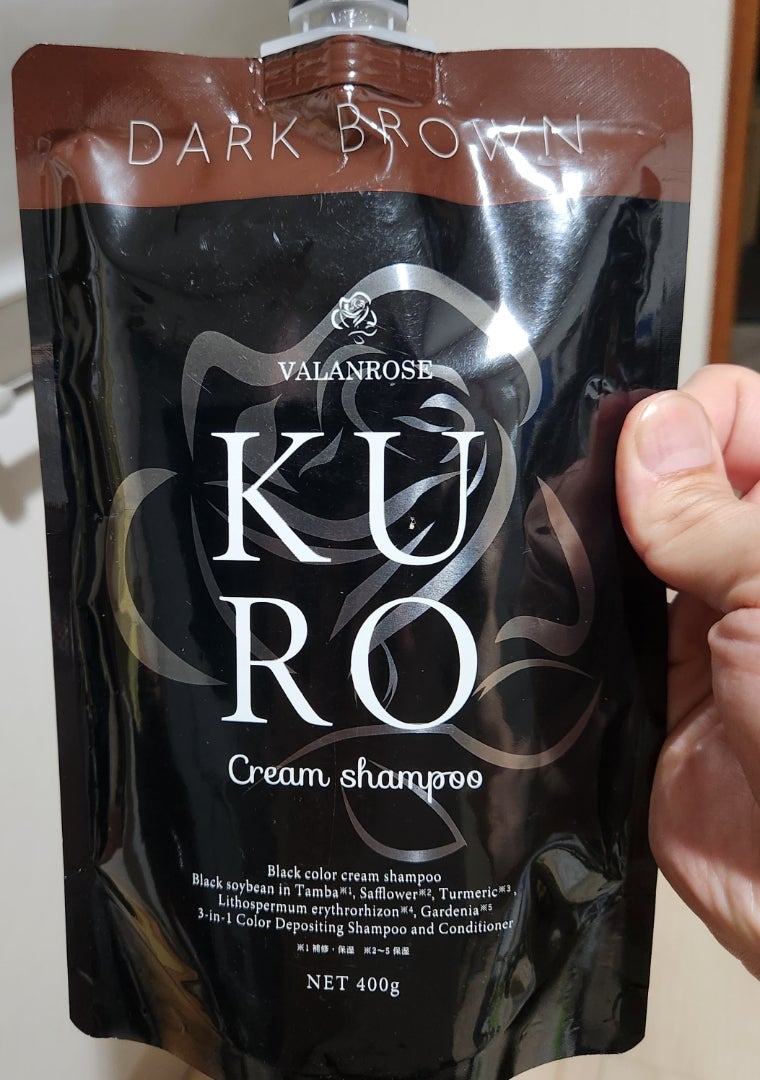 DARK BROWN
VALANROSE
KU
RO
Cream shampoo
Black color cream shampoo
Black soybean in Tamba※1, Safflower※2, Turmeric※3,
Lithospermum erythrorhizon※4, Gardenia※5
3-in-1 Color Depositing Shampoo and Conditioner
※1 補修・保湿 ※2～5 保湿
NET 400g